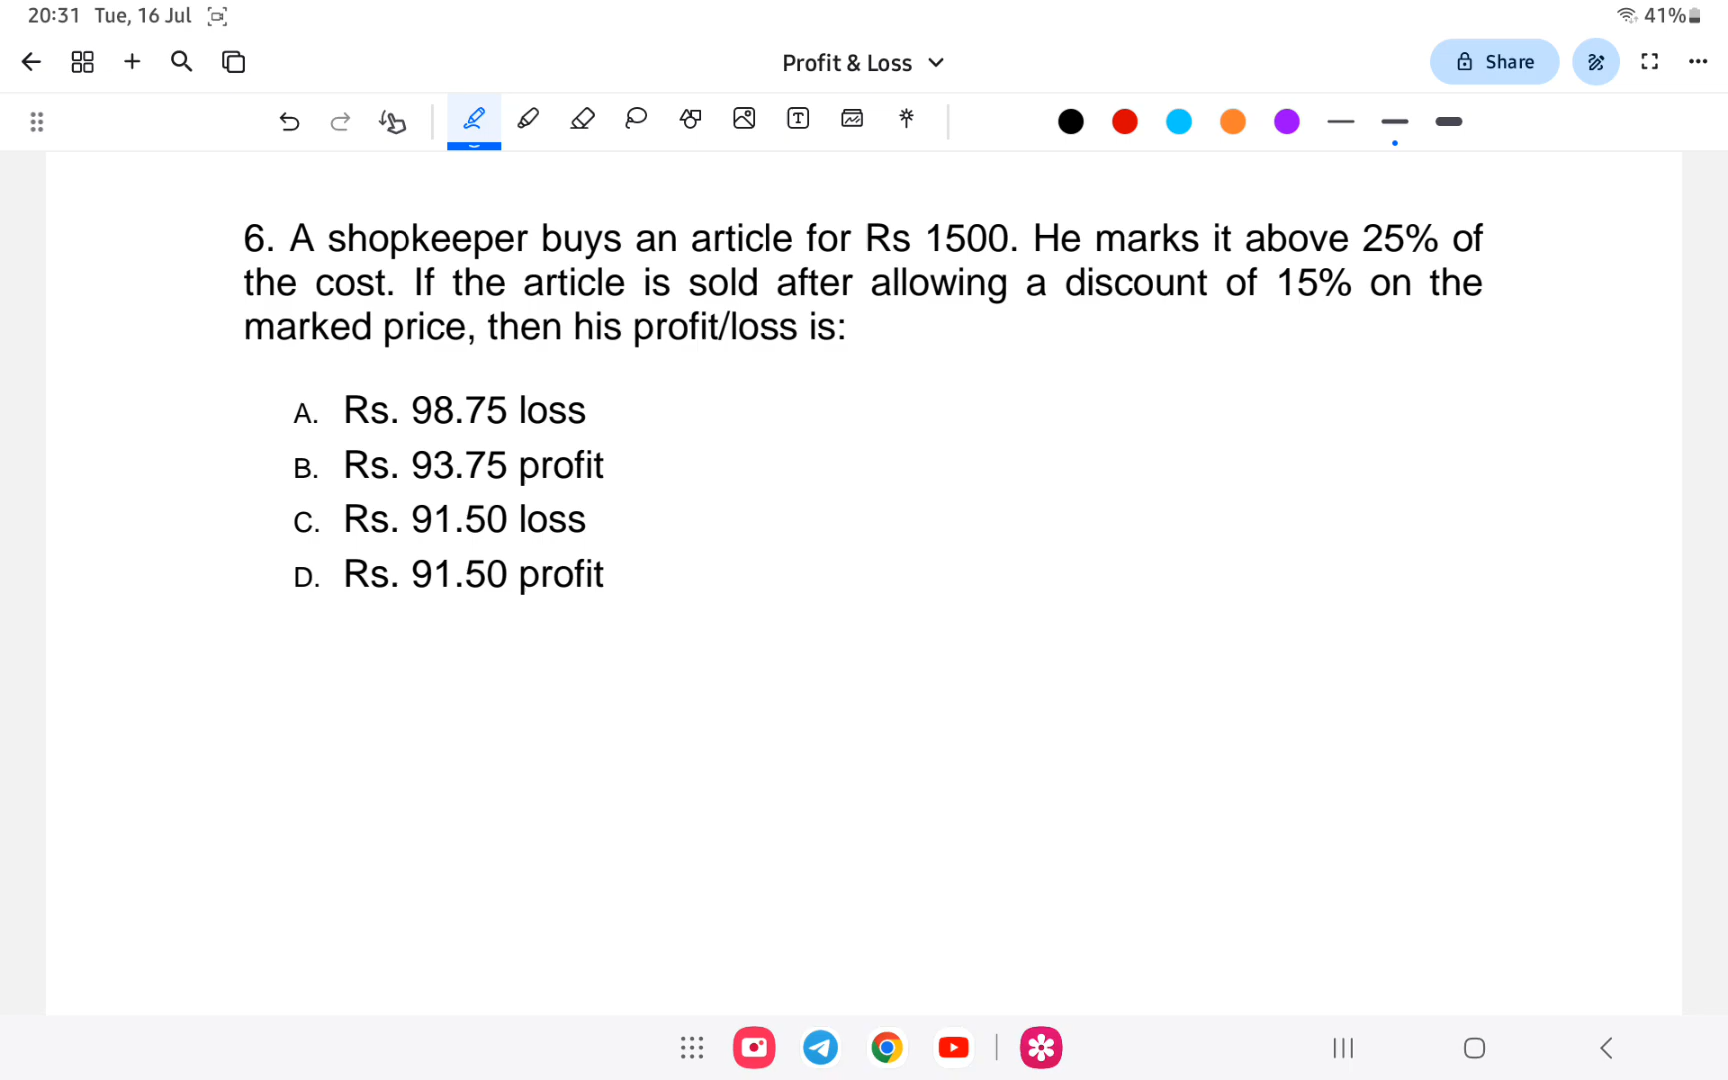 20:31 Tue, 16 Jul 41%
Profit & Loss Share
6. A shopkeeper buys an article for Rs 1500. He marks it above 25% of
the cost. If the article is sold after allowing a discount of 15% on the
marked price, then his profit/loss is:
A. Rs. 98.75 loss
B. Rs. 93.75 profit
C. Rs. 91.50 loss
D. Rs. 91.50 profit